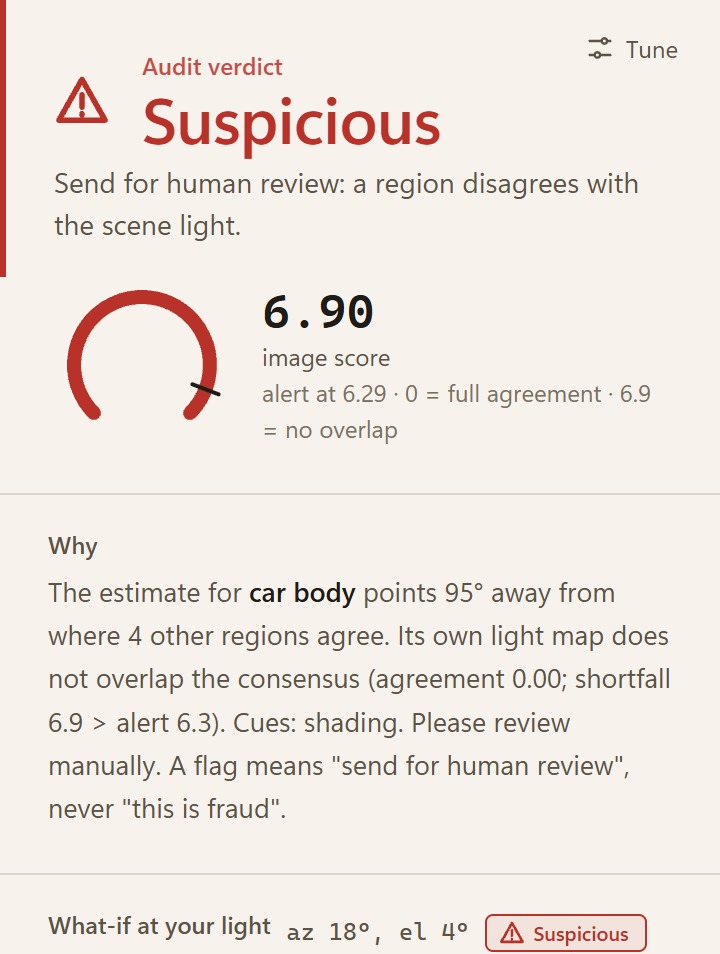 Tune
Audit verdict
Suspicious
Send for human review: a region disagrees with
the scene light.
6.90
image score
alert at 6.29 · 0 = full agreement · 6.9
= no overlap
Why
The estimate for car body points 95° away from
where 4 other regions agree. Its own light map does
not overlap the consensus (agreement 0.00; shortfall
6.9 > alert 6.3). Cues: shading. Please review
manually. A flag means "send for human review",
never "this is fraud".
What-if at your light az 18°, el 4° Suspicious